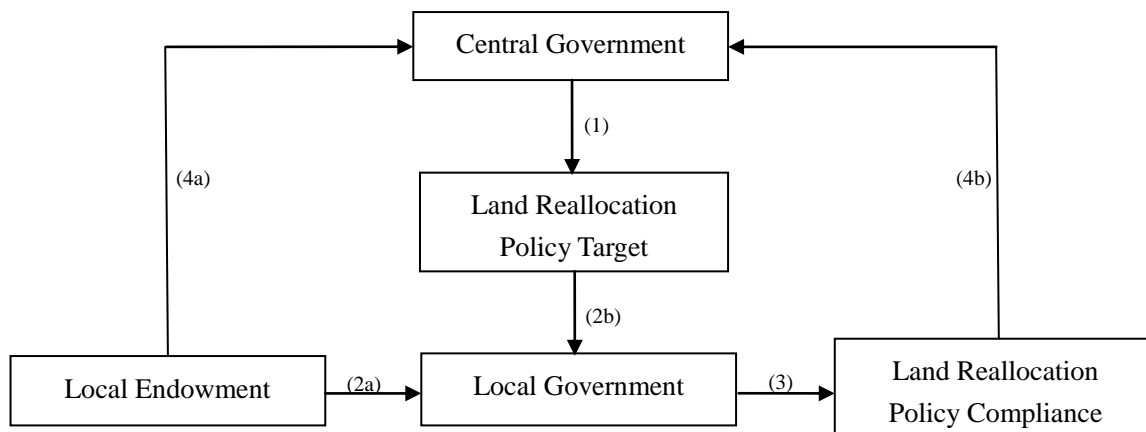 Central Government
(1)
(4a)
(4b)
Land Reallocation
Policy Target
(2b)
Local Endowment
(2a)
Local Government
(3)
Land Reallocation
Policy Compliance